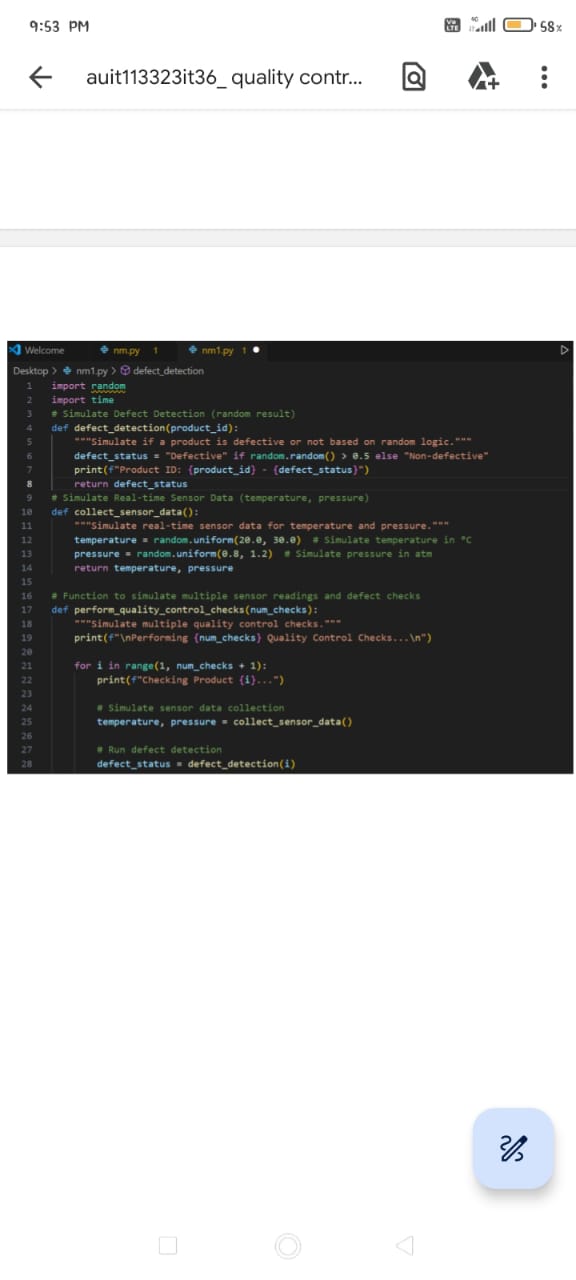 9:53 PM
Vo LTE 4G 58%
auit113323it36_ quality contr...
Welcome nm.py 1 nm1.py 1
Desktop > nm1.py > defect_detection
1 import random
2 import time
3 # Simulate Defect Detection (random result)
4 def defect_detection(product_id):
5 """Simulate if a product is defective or not based on random logic."""
6 defect_status = "Defective" if random.random() > 0.5 else "Non-defective"
7 print(f"Product ID: {product_id} - {defect_status}")
8 return defect_status
9 # Simulate Real-time Sensor Data (temperature, pressure)
10 def collect_sensor_data():
11 """Simulate real-time sensor data for temperature and pressure."""
12 temperature = random.uniform(20.0, 30.0) # Simulate temperature in °C
13 pressure = random.uniform(0.8, 1.2) # Simulate pressure in atm
14 return temperature, pressure
15
16 # Function to simulate multiple sensor readings and defect checks
17 def perform_quality_control_checks(num_checks):
18 """Simulate multiple quality control checks."""
19 print(f"\nPerforming {num_checks} Quality Control Checks...\n")
20
21 for i in range(1, num_checks + 1):
22 print(f"Checking Product {i}...")
23
24 # Simulate sensor data collection
25 temperature, pressure = collect_sensor_data()
26
27 # Run defect detection
28 defect_status = defect_detection(i)